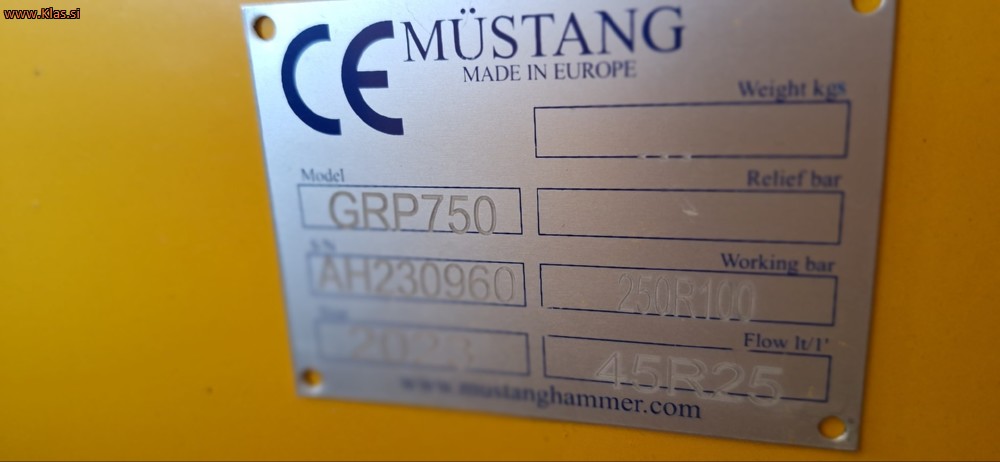 www.Klas.si
CE MÜSTANG
MADE IN EUROPE
Weight kgs
Model
GRP750
Relief bar
AH230960
Working bar
250R100
2023
Flow lt/1'
45R25
www.mustanghammer.com